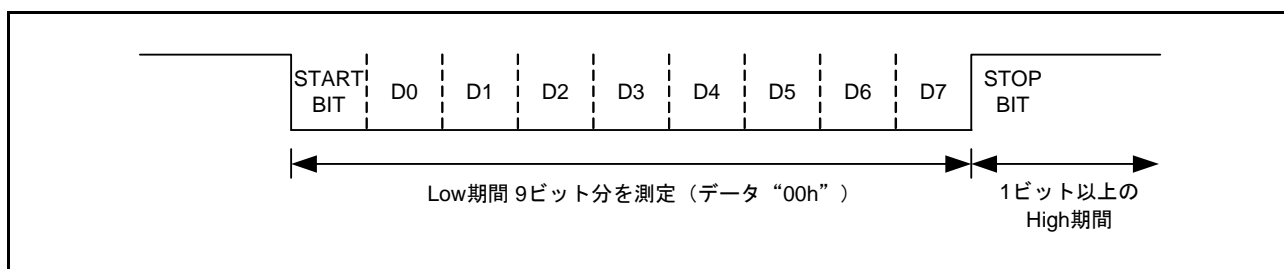 START
BIT
D0
D1
D2
D3
D4
D5
D6
D7
STOP
BIT
Low期間 9ビット分を測定（データ“00h”）
1ビット以上の
High期間